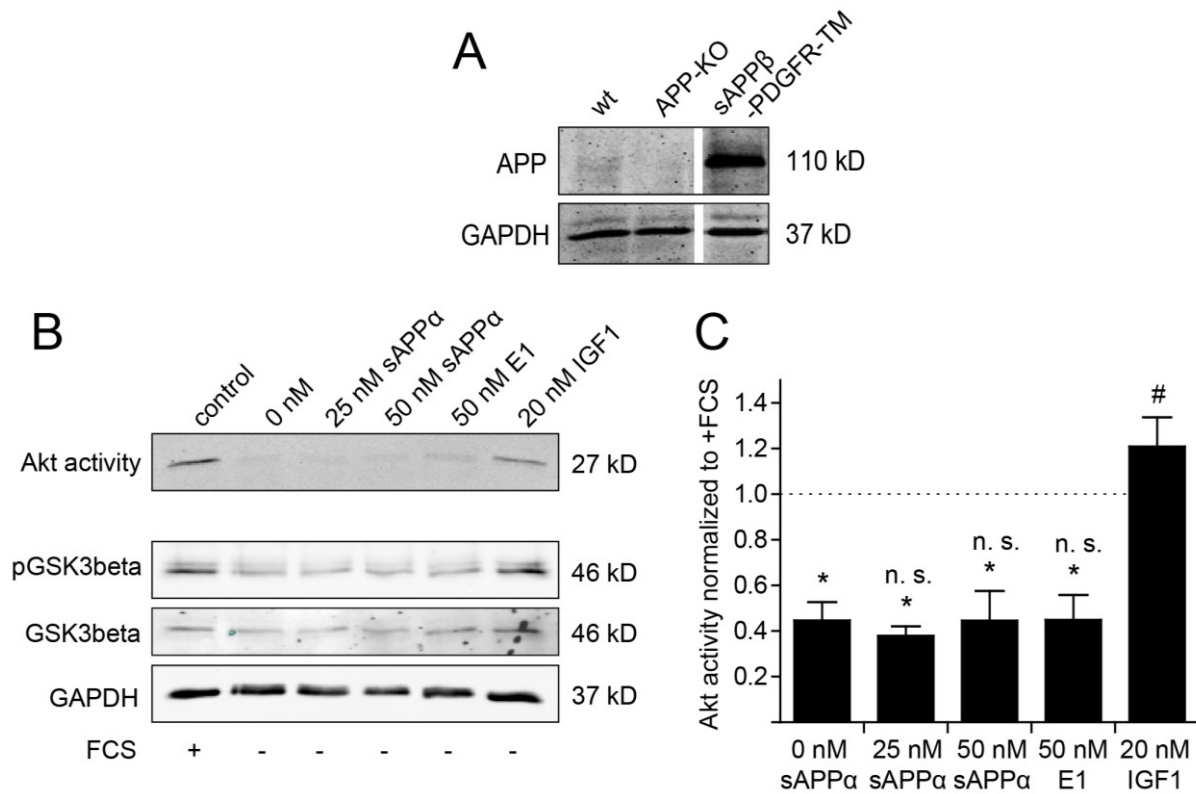 A
wt
APP-KO
sAPPβ
-PDGFR-TM
APP
110 kD
GAPDH
37 kD
B
control
0 nM
25 nM sAPPα
50 nM sAPPα
50 nM E1
20 nM IGF1
Akt activity
27 kD
pGSK3beta
46 kD
GSK3beta
46 kD
GAPDH
37 kD
FCS + - - - - -
C
Akt activity normalized to +FCS
1.4
1.2
1.0
0.8
0.6
0.4
0.2
*
n. s.
*
n. s.
*
n. s.
*
#
0 nM 25 nM 50 nM 50 nM 20 nM
sAPPα sAPPα sAPPα E1 IGF1